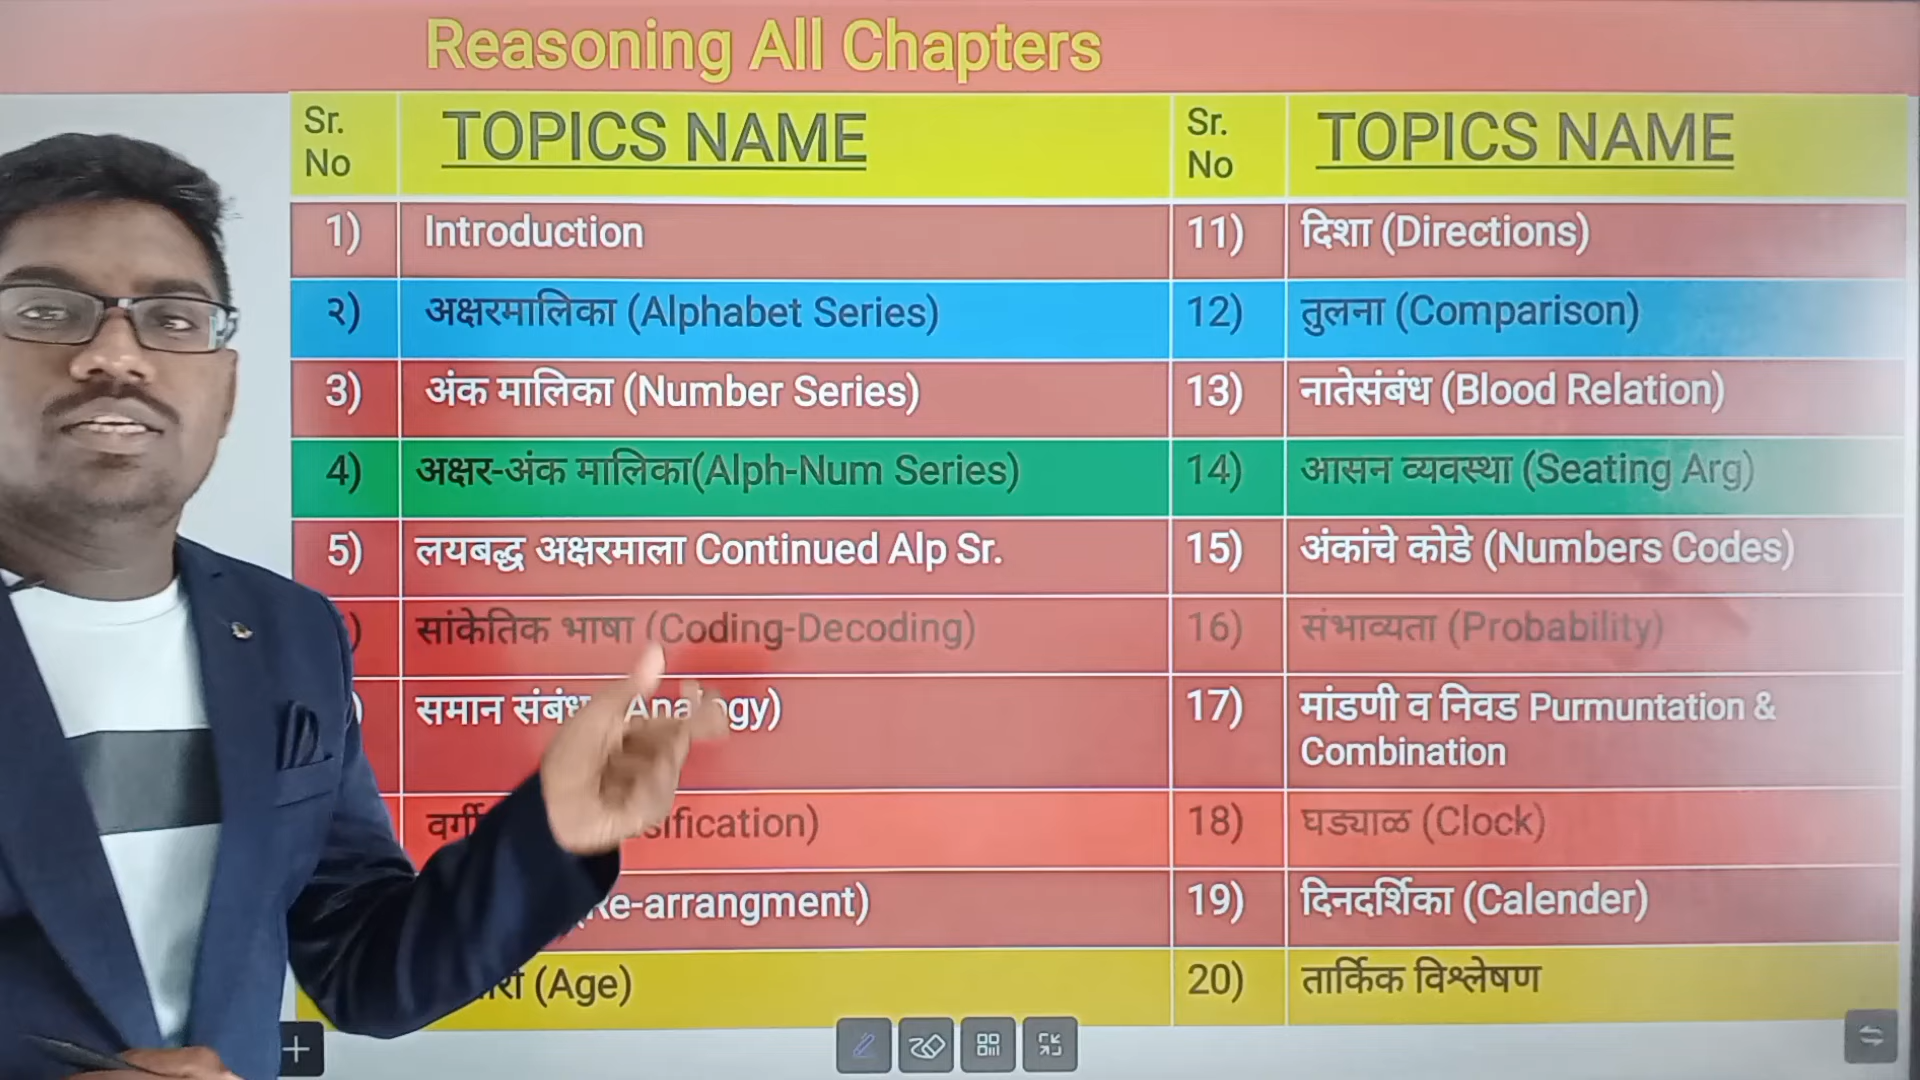 Reasoning All Chapters
Sr. No TOPICS NAME Sr. No TOPICS NAME
1) Introduction 11) दिशा (Directions)
२) अक्षरमालिका (Alphabet Series) 12) तुलना (Comparison)
3) अंक मालिका (Number Series) 13) नातेसंबंध (Blood Relation)
4) अक्षर-अंक मालिका(Alph-Num Series) 14) आसन व्यवस्था (Seating Arg)
5) लयबद्ध अक्षरमाला Continued Alp Sr. 15) अंकांचे कोडे (Numbers Codes)
सांकेतिक भाषा (Coding-Decoding) 16) संभाव्यता (Probability)
समान 17) मांडणी व निवड Purmuntation &
Combination
18) घड्याळ (Clock)
(Re-arrangment) 19) दिनदर्शिका (Calender)
(Age) 20) तार्किक विश्लेषण